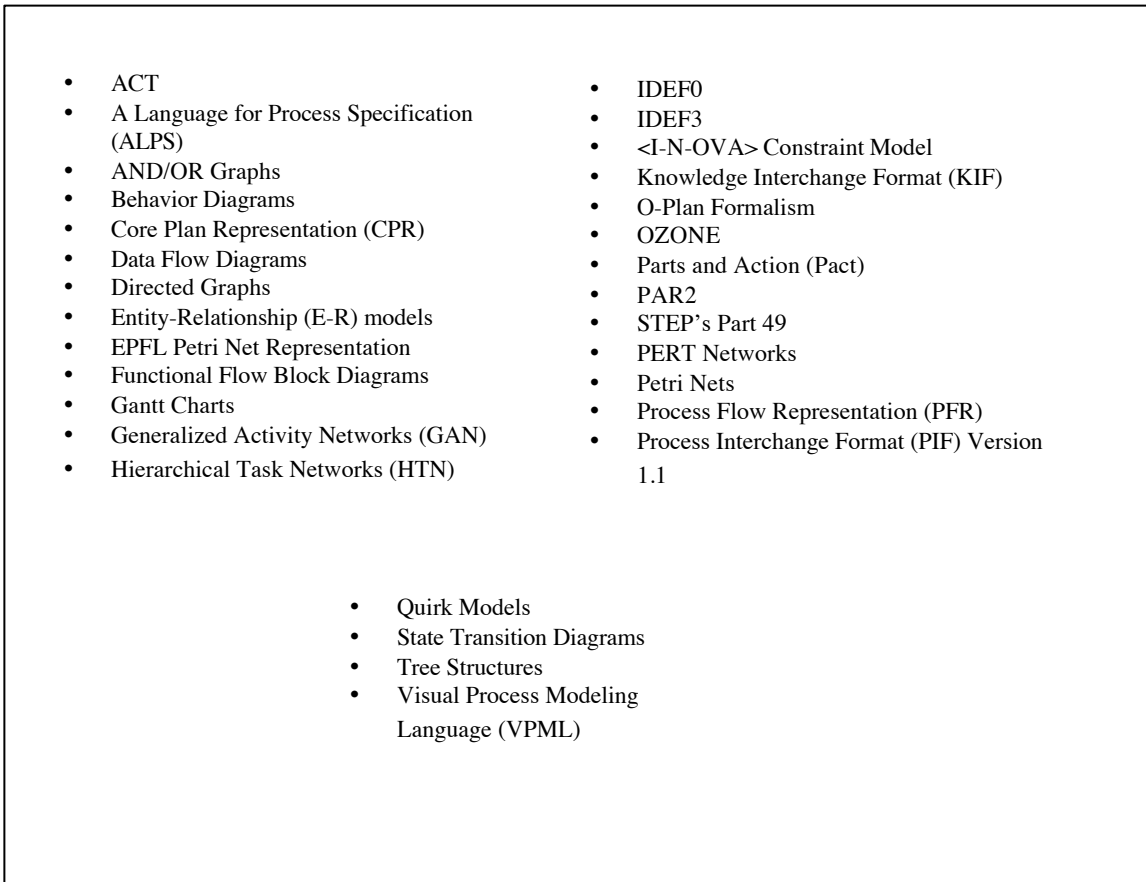 • ACT
• A Language for Process Specification
(ALPS)
• AND/OR Graphs
• Behavior Diagrams
• Core Plan Representation (CPR)
• Data Flow Diagrams
• Directed Graphs
• Entity-Relationship (E-R) models
• EPFL Petri Net Representation
• Functional Flow Block Diagrams
• Gantt Charts
• Generalized Activity Networks (GAN)
• Hierarchical Task Networks (HTN)
• IDEF0
• IDEF3
• <I-N-OVA> Constraint Model
• Knowledge Interchange Format (KIF)
• O-Plan Formalism
• OZONE
• Parts and Action (Pact)
• PAR2
• STEP’s Part 49
• PERT Networks
• Petri Nets
• Process Flow Representation (PFR)
• Process Interchange Format (PIF) Version
1.1
• Quirk Models
• State Transition Diagrams
• Tree Structures
• Visual Process Modeling
Language (VPML)